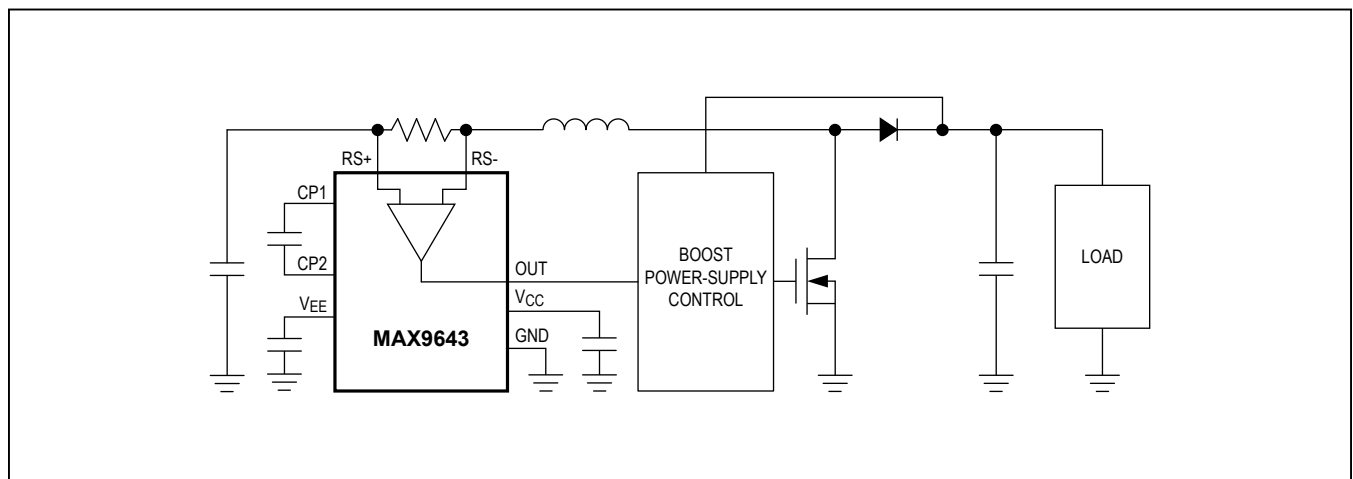 RS+
RS-
CP1
CP2
VEE
OUT
VCC
GND
MAX9643
BOOST
POWER-SUPPLY
CONTROL
LOAD